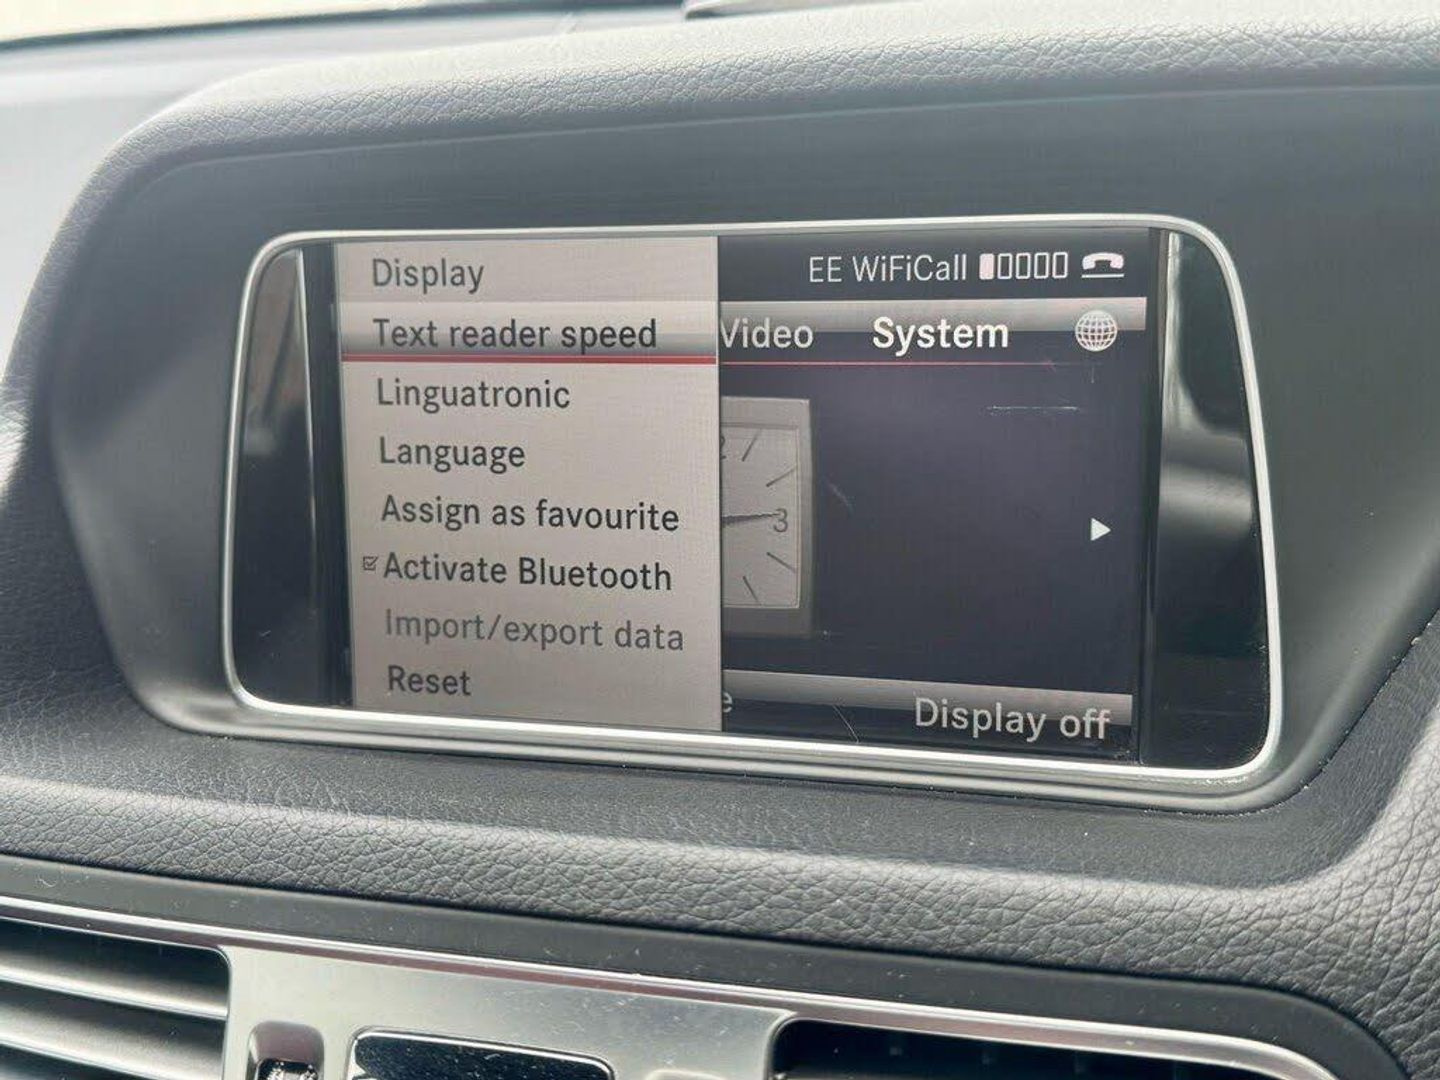 Display
Text reader speed
Linguatronic
Language
Assign as favourite
Activate Bluetooth
Import/export data
Reset
EE WiFiCall
Video System
3
Display off